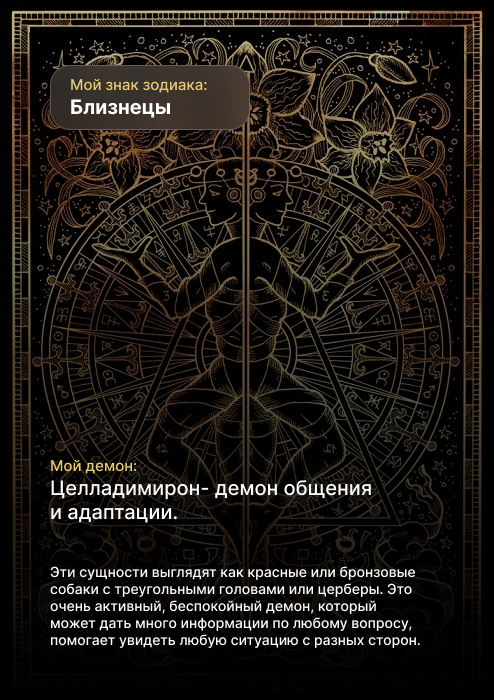 Мой знак зодиака:
Близнецы
Мой демон:
Целладимирон- демон общения
и адаптации.
Эти сущности выглядят как красные или бронзовые
собаки с треугольными головами или церберы. Это
очень активный, беспокойный демон, который
может дать много информации по любому вопросу,
помогает увидеть любую ситуацию с разных сторон.